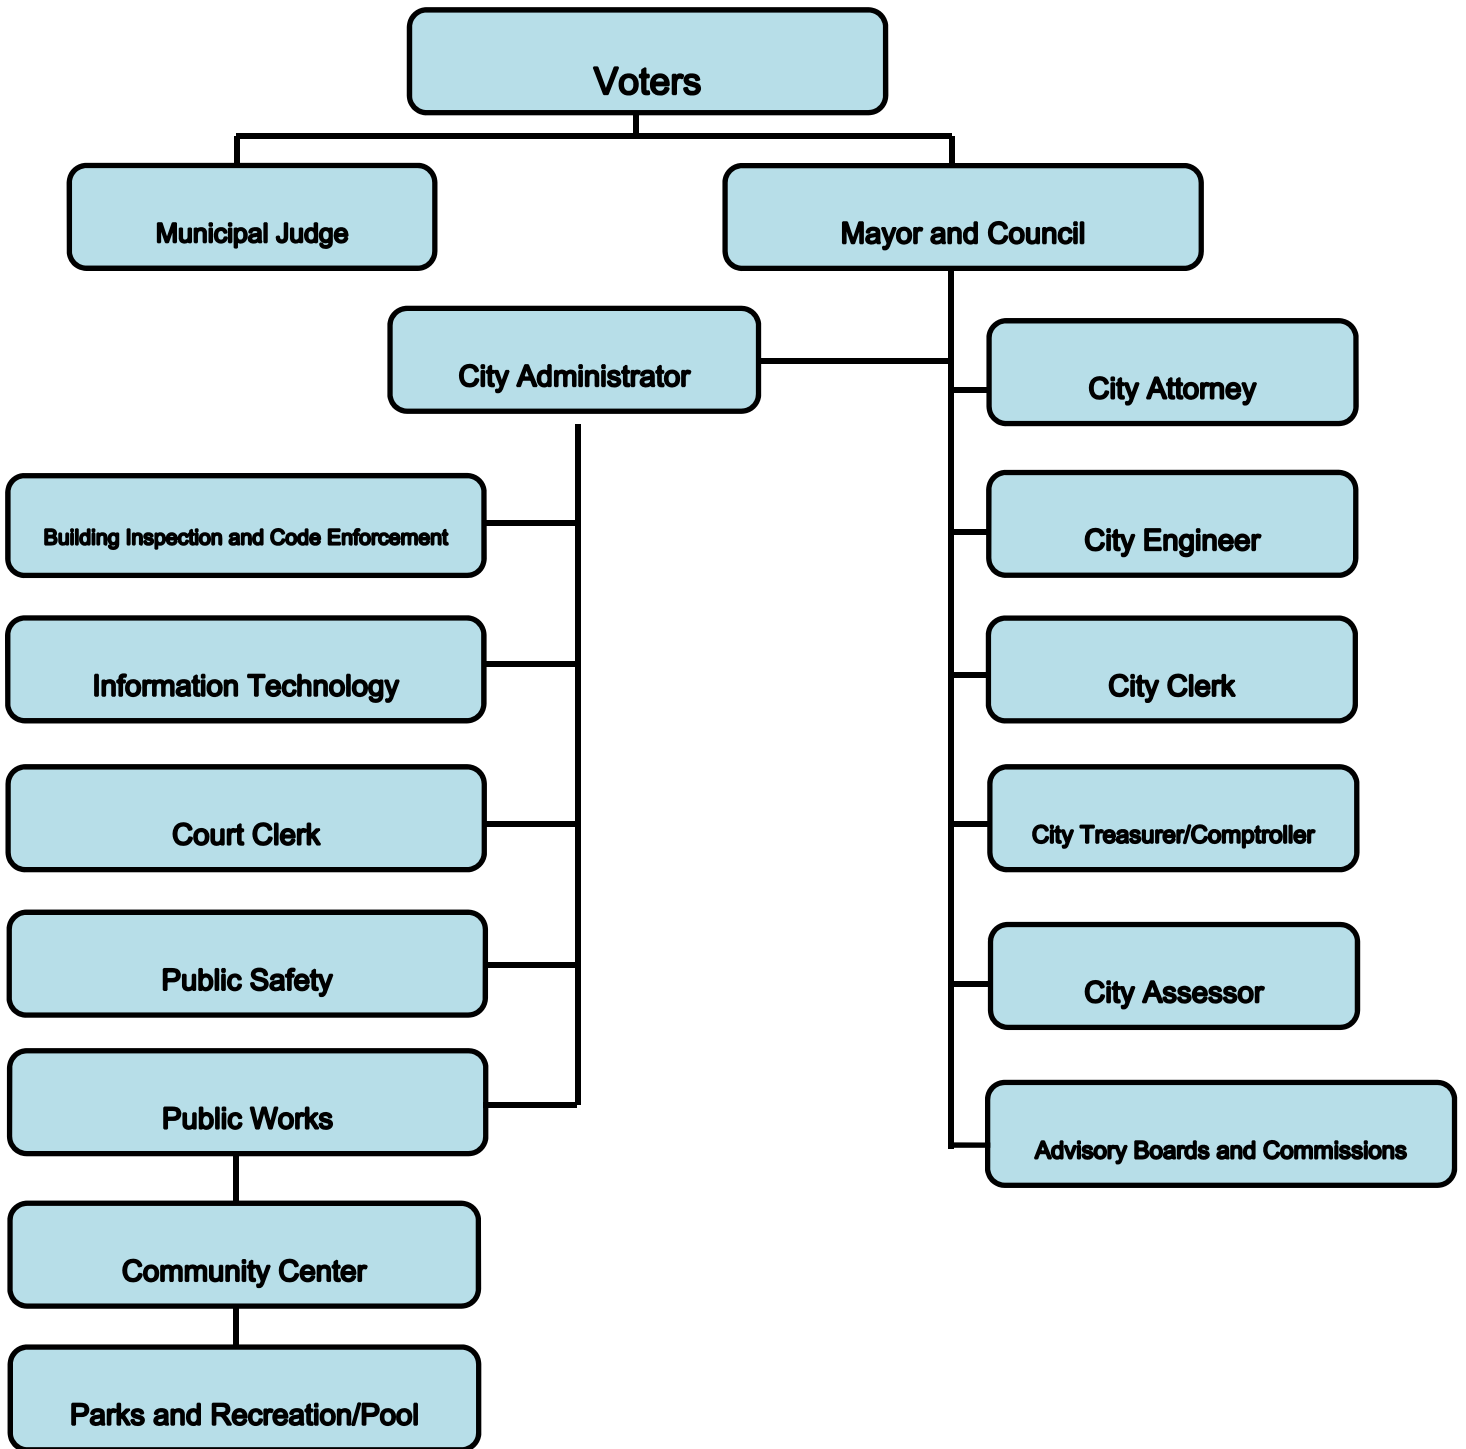 Voters
Municipal Judge
Mayor and Council
City Administrator
City Attorney
Building Inspection and Code Enforcement
City Engineer
Information Technology
City Clerk
Court Clerk
City Treasurer/Comptroller
Public Safety
City Assessor
Public Works
Advisory Boards and Commissions
Community Center
Parks and Recreation/Pool